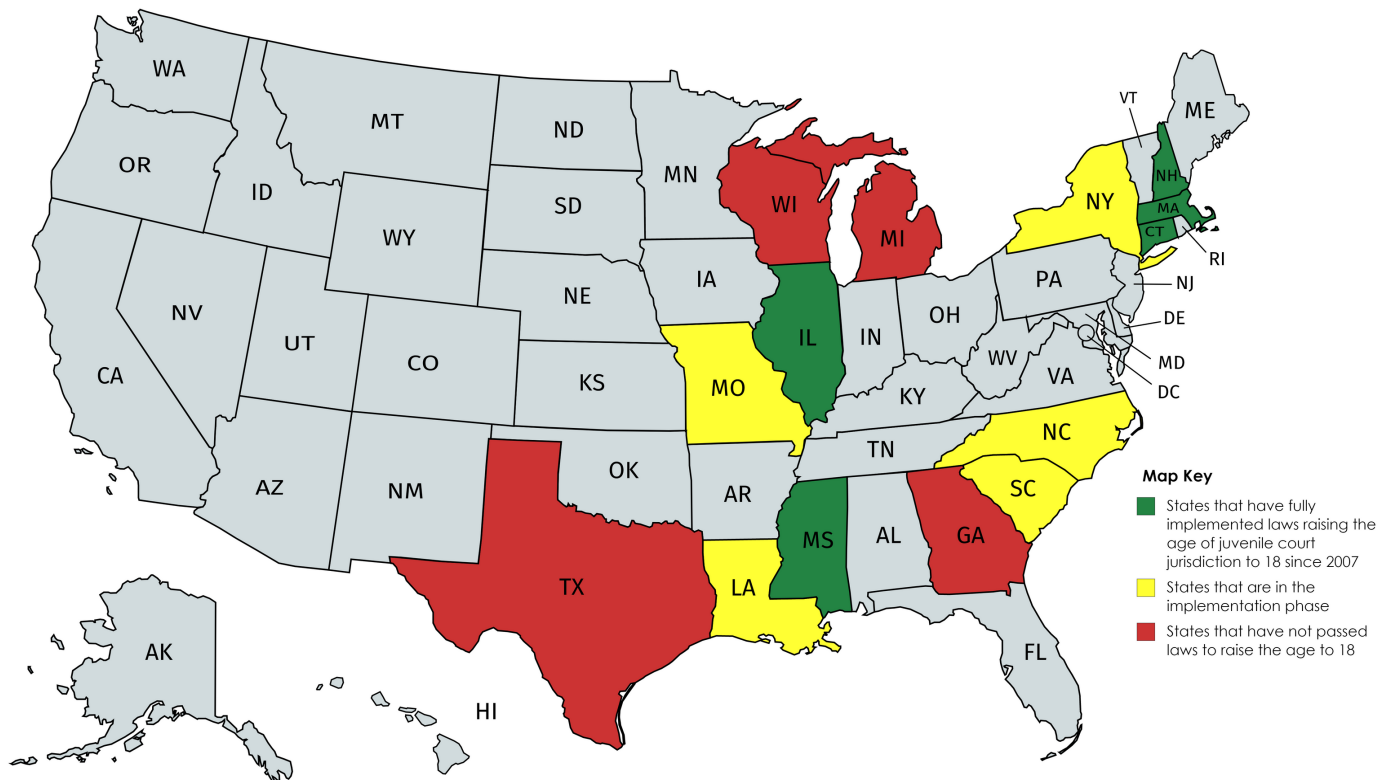 WA
MT
ND
MN
VT
ME
OR
ID
SD
WI
NH
NY
MA
WY
MI
CT
RI
IA
PA
NJ
NE
NV
OH
DE
IL
IN
UT
CO
WV
MD
CA
KS
MO
VA
DC
KY
NC
TN
OK
AZ
NM
AR
SC
MS
AL
GA
TX
LA
AK
FL
HI
Map Key
States that have fully
implemented laws raising the
age of juvenile court
jurisdiction to 18 since 2007
States that are in the
implementation phase
States that have not passed
laws to raise the age to 18